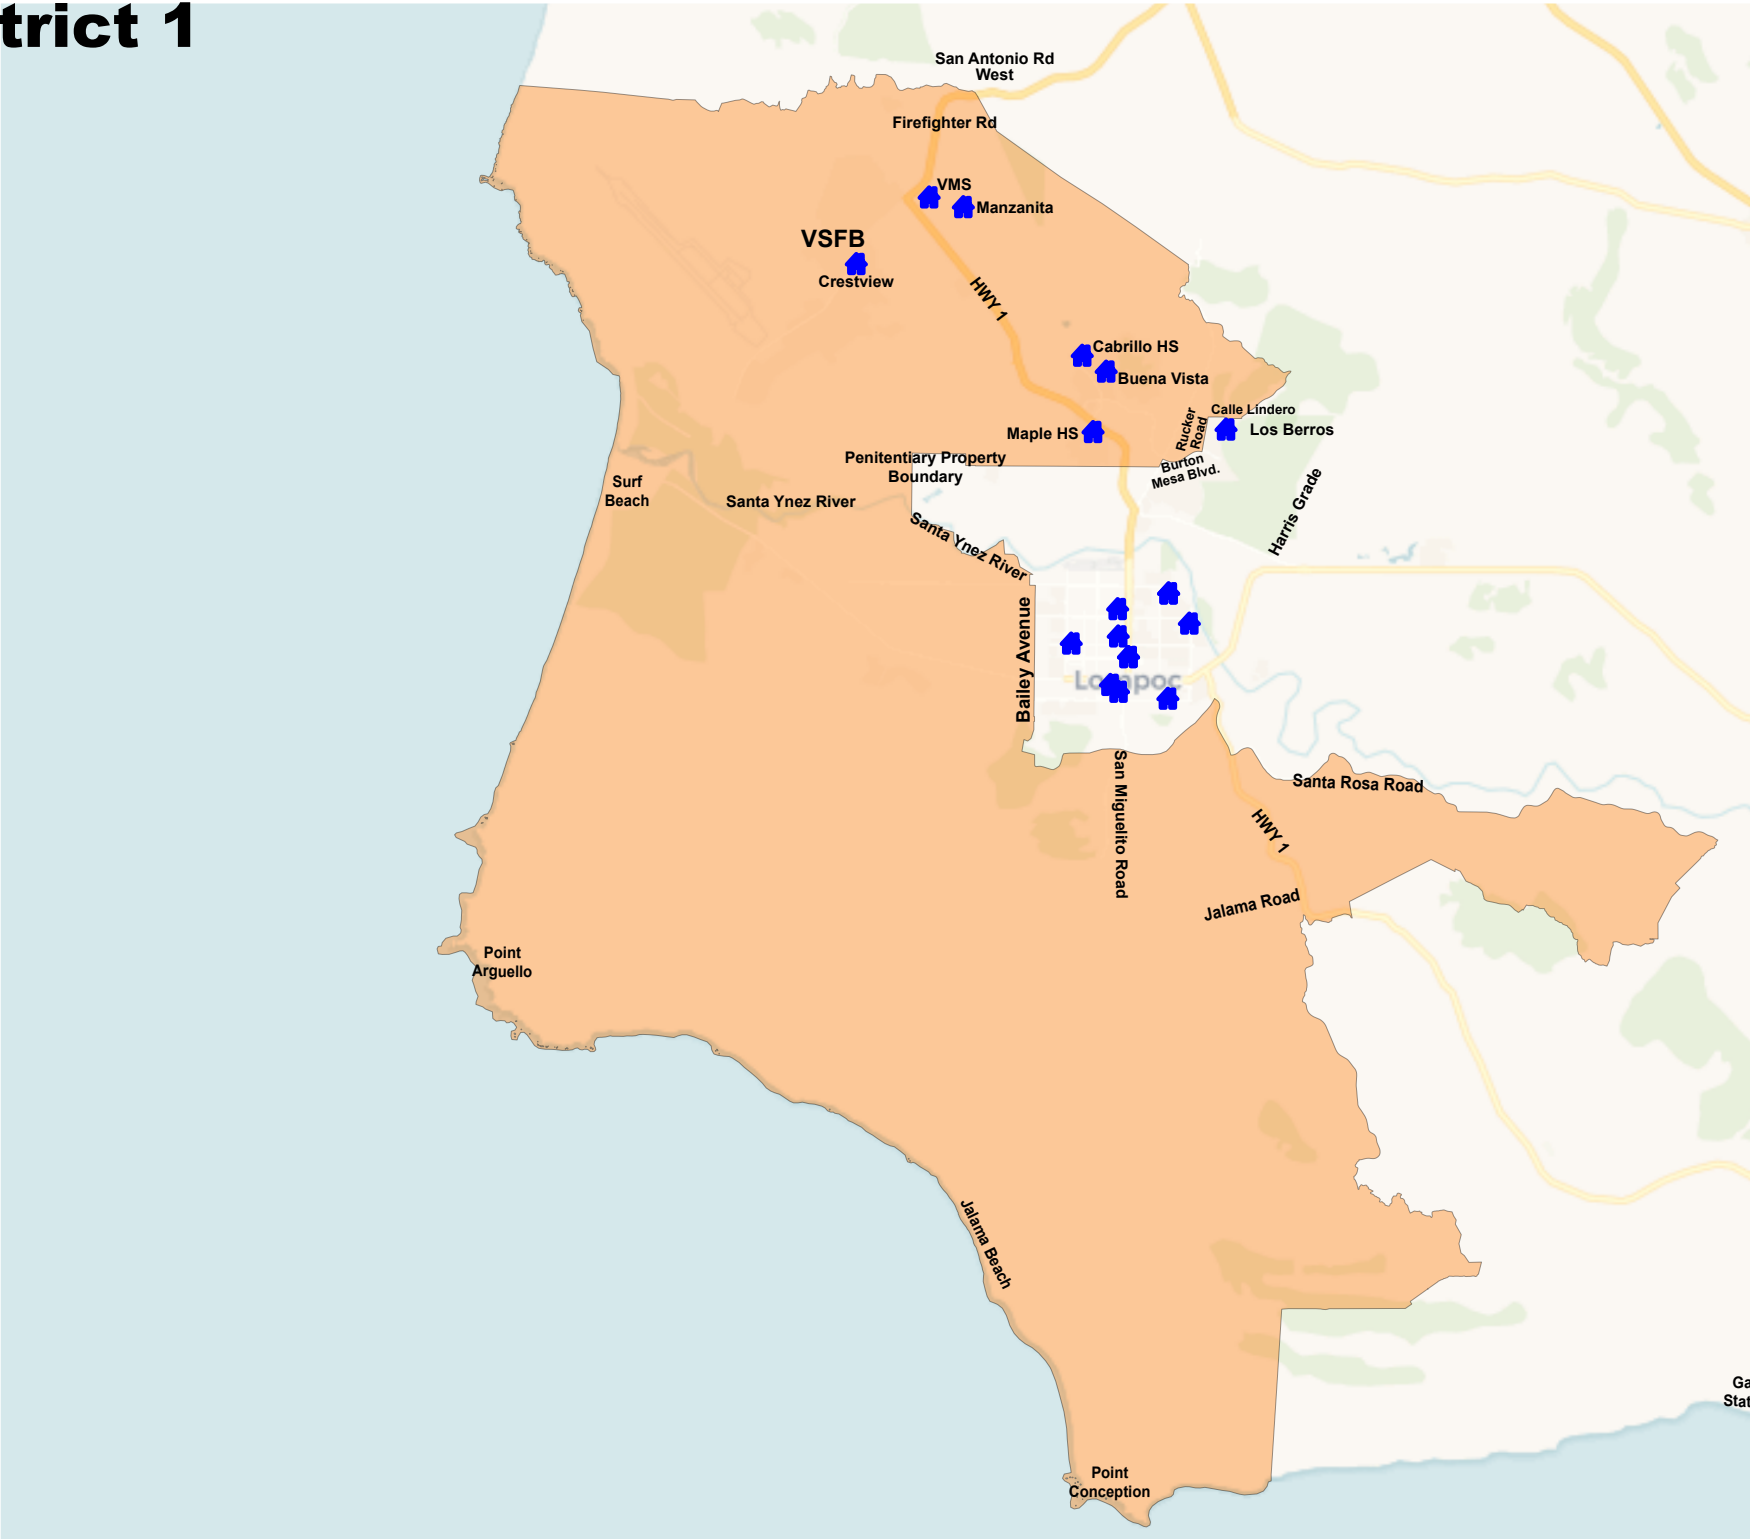 trict 1
San Antonio Rd
West
Firefighter Rd
VMS
Manzanita
VSFB
Crestview
HWY 1
Cabrillo HS
Buena Vista
Calle Lindero
Rucker
Road
Los Berros
Maple HS
Penitentiary Property
Boundary
Burton
Mesa Blvd.
Harris Grade
Surf
Beach
Santa Ynez River
Santa Ynez River
Bailey Avenue
Lompoc
San Miguelito Road
Santa Rosa Road
HWY 1
Jalama Road
Point
Arguello
Jalama Beach
Ga
Stat
Point
Conception